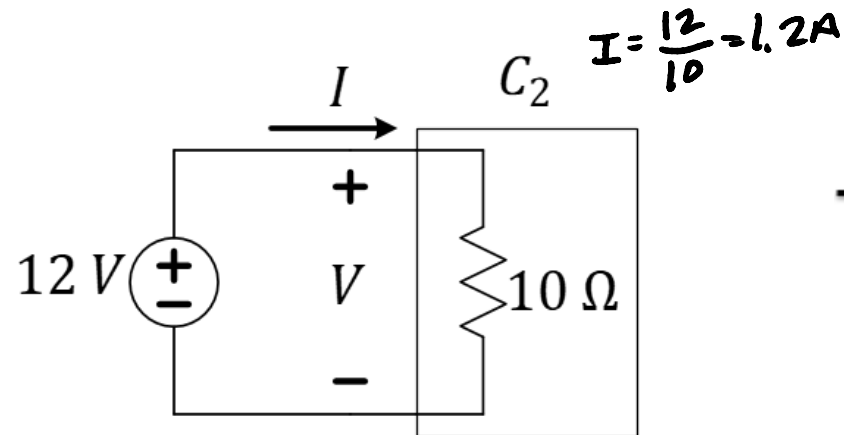 I = 12/10 = 1.2A
C₂
I
+
12 V
+
−
V
10 Ω
−